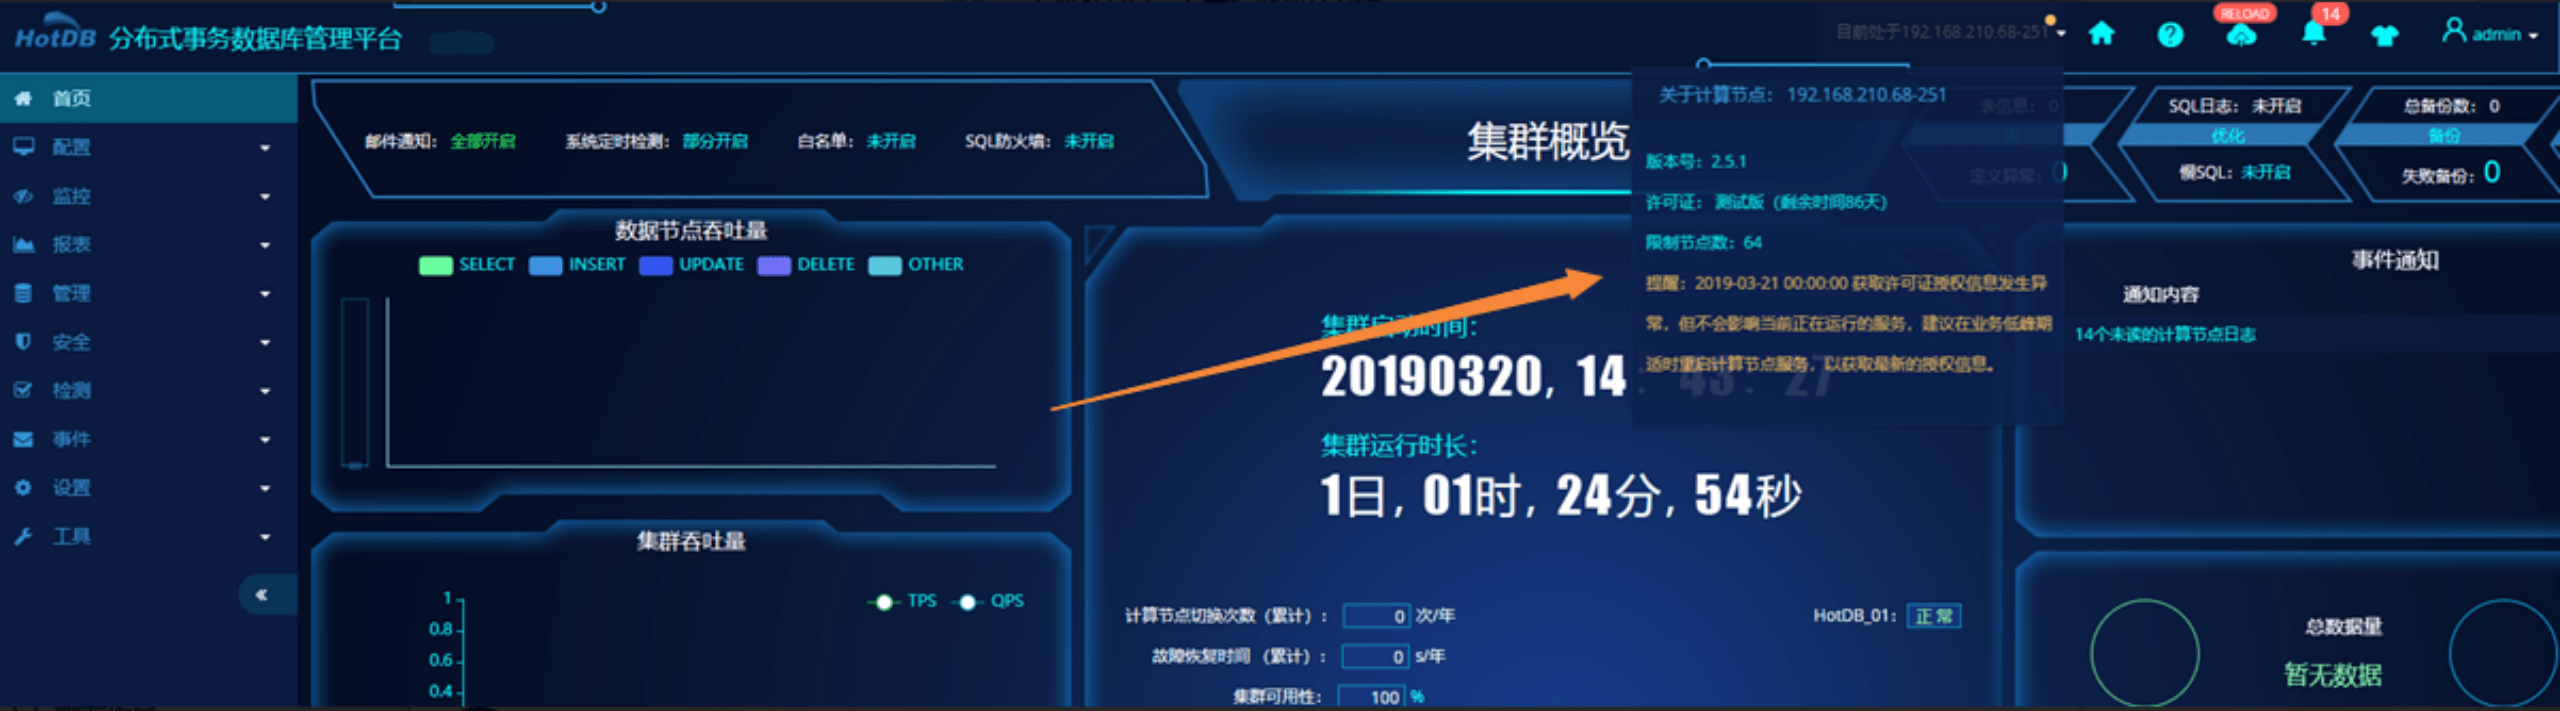 HotDB 分布式事务数据库管理平台
目前处于192.168.210.68-251
RELOAD
14
admin
首页
配置
监控
报表
管理
安全
检测
事件
设置
工具
邮件通知： 全部开启
系统定时检测： 部分开启
白名单： 未开启
SQL防火墙： 未开启
集群概览
关于计算节点： 192.168.210.68-251
版本号：2.5.1
许可证： 测试版（剩余时间86天）
限制节点数：64
提醒：2019-03-21 00:00:00 获取许可证授权信息发生异
常，但不会影响当前正在运行的服务，建议在业务低峰期
适时重启计算节点服务，以获取最新的授权信息。
表信息： 0
定义异常： 0
SQL日志： 未开启
优化
慢SQL： 未开启
总备份数： 0
备份
失败备份： 0
数据节点吞吐量
SELECT
INSERT
UPDATE
DELETE
OTHER
集群吞吐量
TPS
QPS
1
0.8
0.6
0.4
集群启动时间：
20190320, 14：43：27
集群运行时长：
1日, 01时, 24分, 54秒
计算节点切换次数（累计）： 0 次/年
故障恢复时间（累计）： 0 s/年
集群可用性： 100 %
HotDB_01： 正常
事件通知
通知内容
14个未读的计算节点日志
总数据量
暂无数据